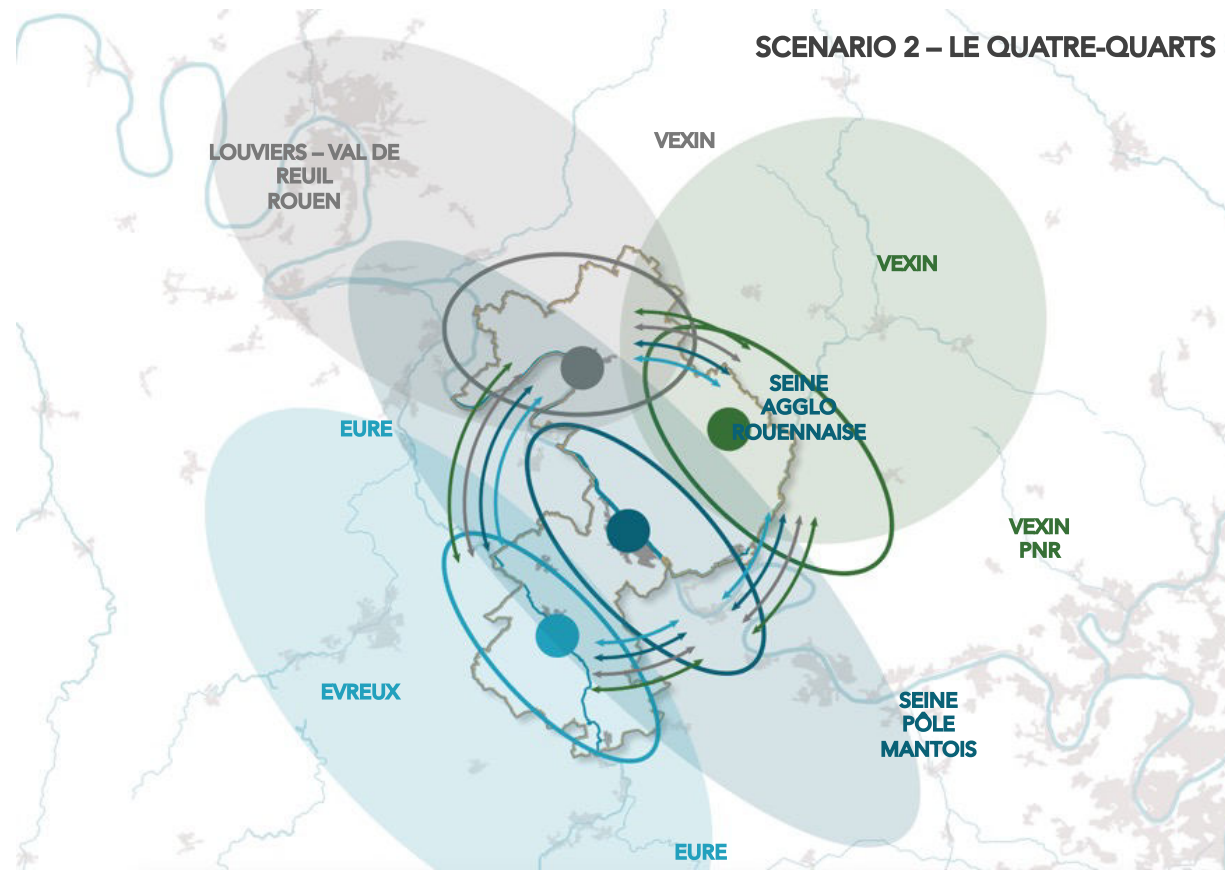 SCENARIO 2 – LE QUATRE-QUARTS
VEXIN
LOUVIERS – VAL DE
REUIL
ROUEN
VEXIN
SEINE
AGGLO
ROUENNAISE
EURE
VEXIN
PNR
EVREUX
SEINE
PÔLE
MANTOIS
EURE